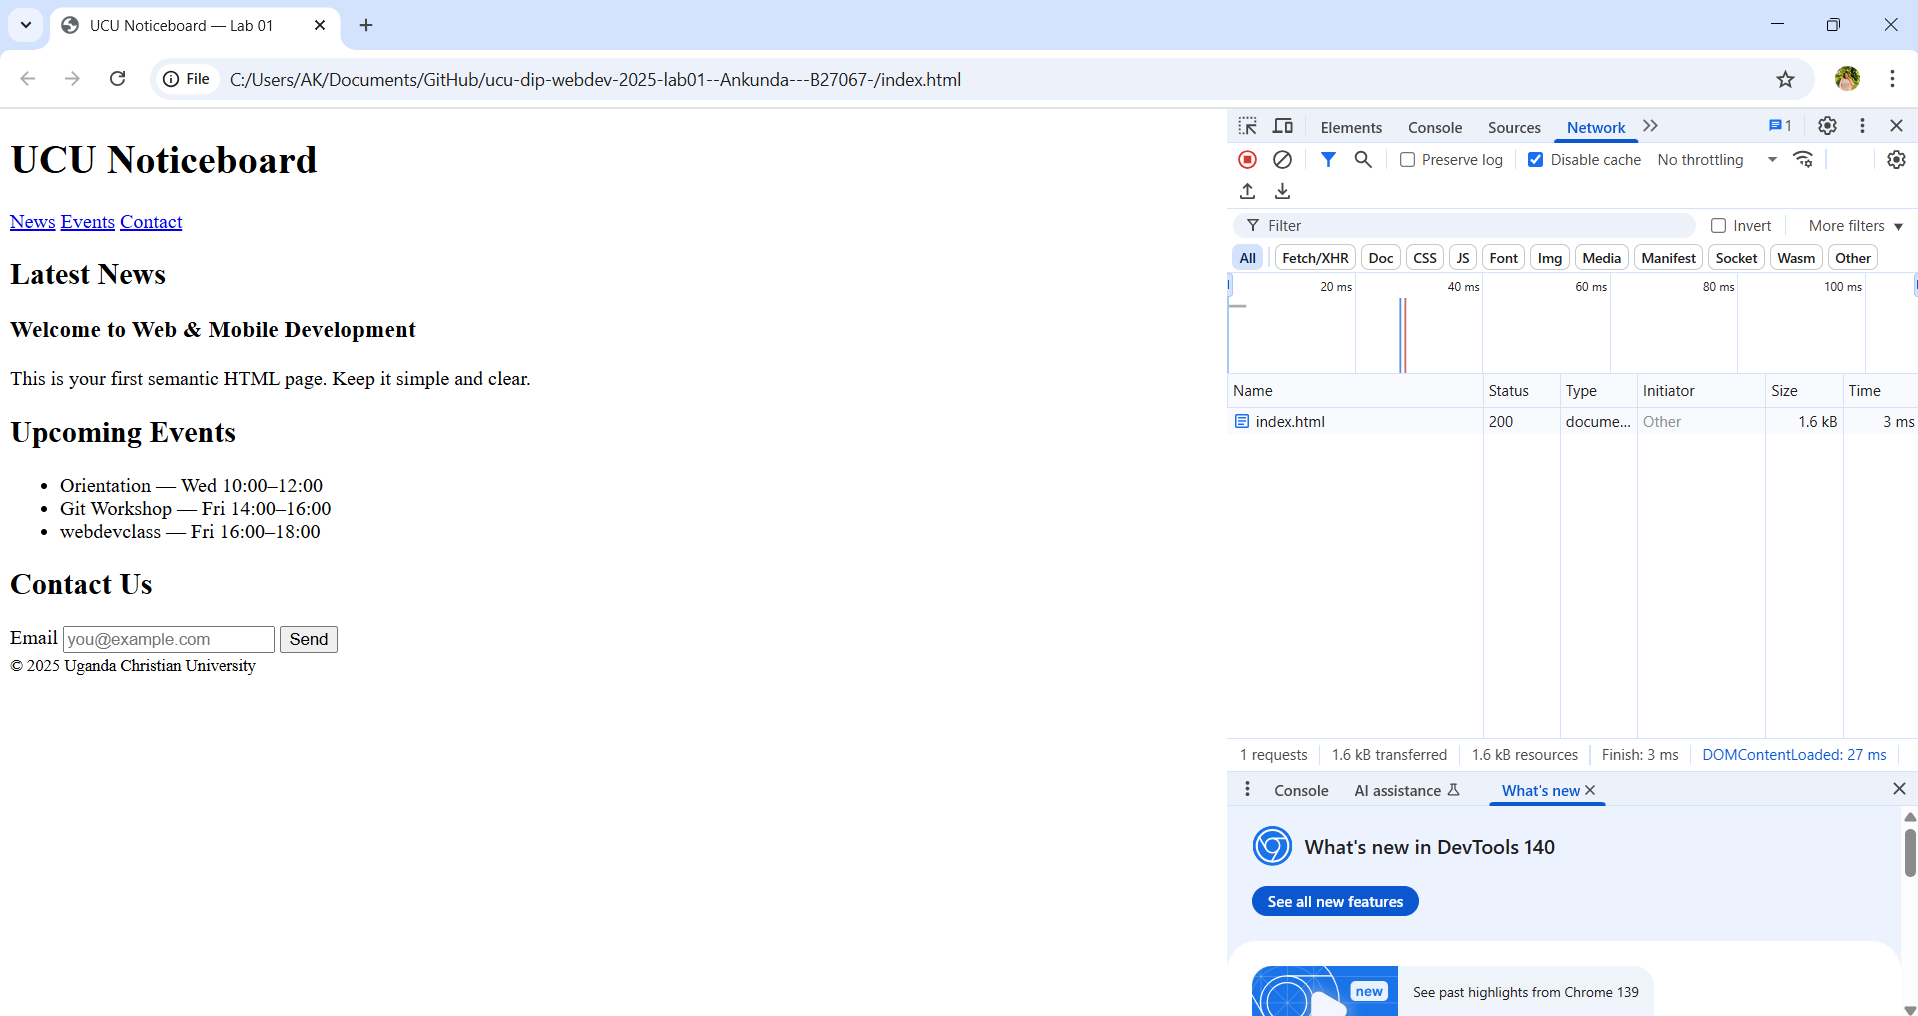 UCU Noticeboard — Lab 01
File
C:/Users/AK/Documents/GitHub/ucu-dip-webdev-2025-lab01--Ankunda---B27067-/index.html
UCU Noticeboard
News Events Contact
Latest News
Welcome to Web & Mobile Development
This is your first semantic HTML page. Keep it simple and clear.
Upcoming Events
Orientation — Wed 10:00–12:00
Git Workshop — Fri 14:00–16:00
webdevclass — Fri 16:00–18:00
Contact Us
Email you@example.com Send
© 2025 Uganda Christian University
Elements Console Sources Network 1
Preserve log Disable cache No throttling
Filter Invert More filters
All Fetch/XHR Doc CSS JS Font Img Media Manifest Socket Wasm Other
20 ms 40 ms 60 ms 80 ms 100 ms
Name Status Type Initiator Size Time
index.html 200 docume... Other 1.6 kB 3 ms
1 requests 1.6 kB transferred 1.6 kB resources Finish: 3 ms DOMContentLoaded: 27 ms
Console AI assistance What's new
What's new in DevTools 140
See all new features
new
See past highlights from Chrome 139